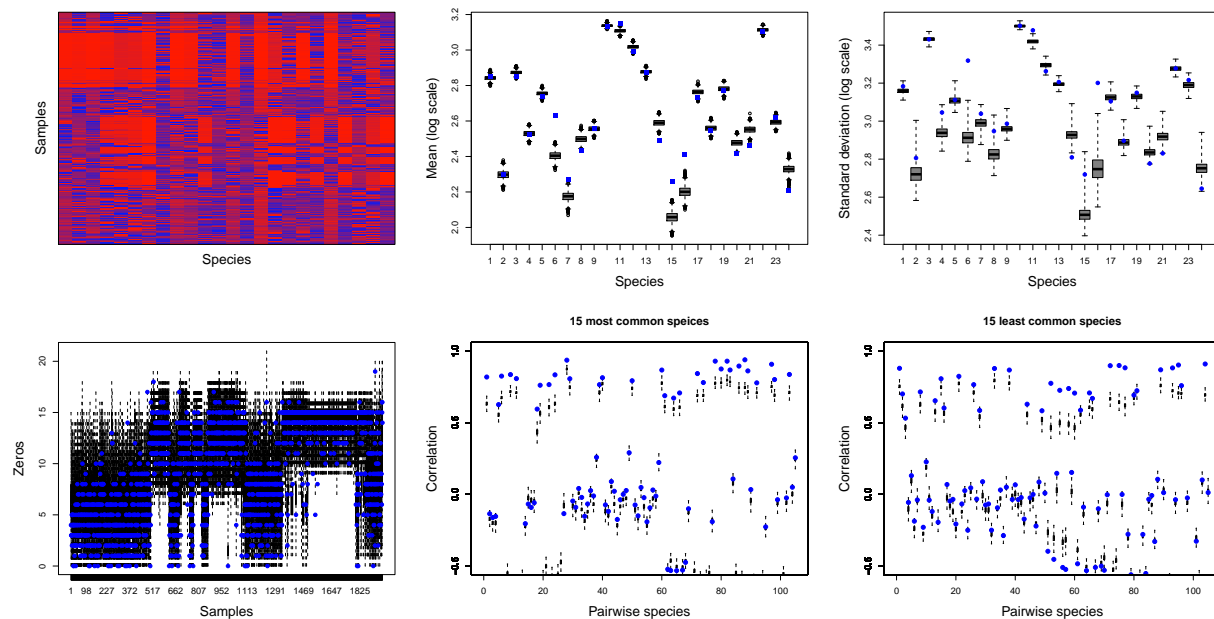 Samples
Species
Mean (log scale)
2.0 2.2 2.4 2.6 2.8 3.0 3.2
1 2 3 4 5 6 7 8 9 11 13 15 17 19 21 23
Species
Standard deviation (log scale)
2.4 2.6 2.8 3.0 3.2 3.4
1 2 3 4 5 6 7 8 9 11 13 15 17 19 21 23
Species
Zeros
0 5 10 15 20
1 98 227 372 517 662 807 952 1113 1291 1469 1647 1825
Samples
15 most common speices
Correlation
−0.5 0.0 0.5 1.0
0 20 40 60 80 100
Pairwise species
15 least common species
Correlation
−0.5 0.0 0.5 1.0
0 20 40 60 80 100
Pairwise species